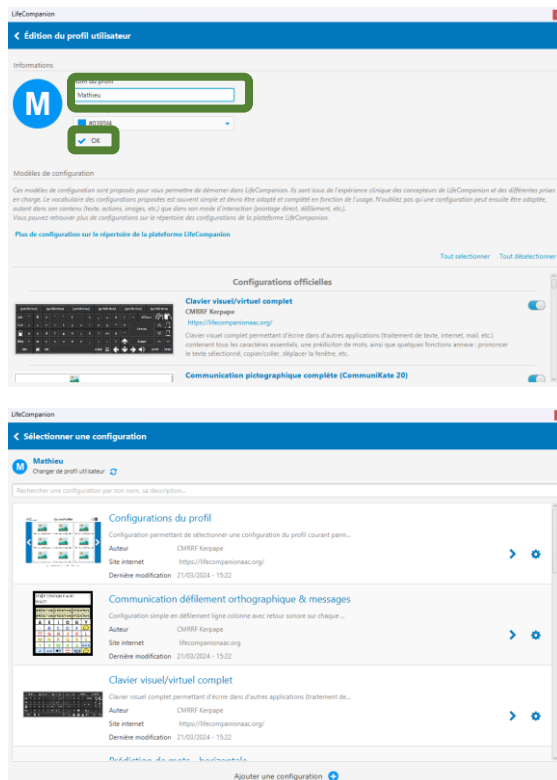 LifeCompanion
Édition du profil utilisateur
Informations
Nom du profil
M
Mathieu
OK
Modèles de configuration
Ces modèles de configuration sont proposés pour vous permettre de démarrer dans LifeCompanion. Ils sont issus de l'expérience clinique des concepteurs de LifeCompanion et des différentes prises
en charge. Le vocabulaire des configurations proposées est souvent simple et devra être adapté et complété en fonction de l'usage. N'oubliez pas qu'une configuration peut ensuite être adaptée,
autant dans son contenu (texte, actions, images, etc.) que dans son mode d'interaction (pointage direct, défilement, etc.).
Vous pouvez retrouver plus de configurations sur le répertoire des configurations de la plateforme LifeCompanion.
Plus de configuration sur le répertoire de la plateforme LifeCompanion
Tout selectionner Tout déselectionner
Configurations officielles
Clavier visuel/virtuel complet
CMRRF Kerpape
https://lifecompanionaac.org/
Clavier visuel complet permettant d'écrire dans d'autres applications (traitement de texte, internet, mail, etc.)
contenant tous les caractères essentiels, une prédiciton de mots, ainsi que quelques fonctions annexe : prononcer
le texte sélectionné, copier/coller, déplacer la fenêtre, etc.
Communication pictographique complète (CommuniKate 20)
LifeCompanion
Sélectionner une configuration
M Mathieu
Changer de profil utilisateur
Rechercher une configuration par son nom, sa description...
Configurations du profil
Configuration permettant de sélectionner une configuration du profil courant parm...
Auteur CMRRF Kerpape
Site internet https://lifecompanionaac.org/
Dernière modification 21/03/2024 - 15:22
Communication défilement orthographique & messages
Configuration simple en défilement ligne colonne avec retour sonore sur chaque ...
Auteur CMRRF Kerpape
Site internet lifecompanionaac.org
Dernière modification 21/03/2024 - 15:22
Clavier visuel/virtuel complet
Clavier visuel complet permettant d'écrire dans d'autres applications (traitement de...
Auteur CMRRF Kerpape
Site internet https://lifecompanionaac.org/
Dernière modification 21/03/2024 - 15:22
Prédiction de mots - horizontale
Ajouter une configuration